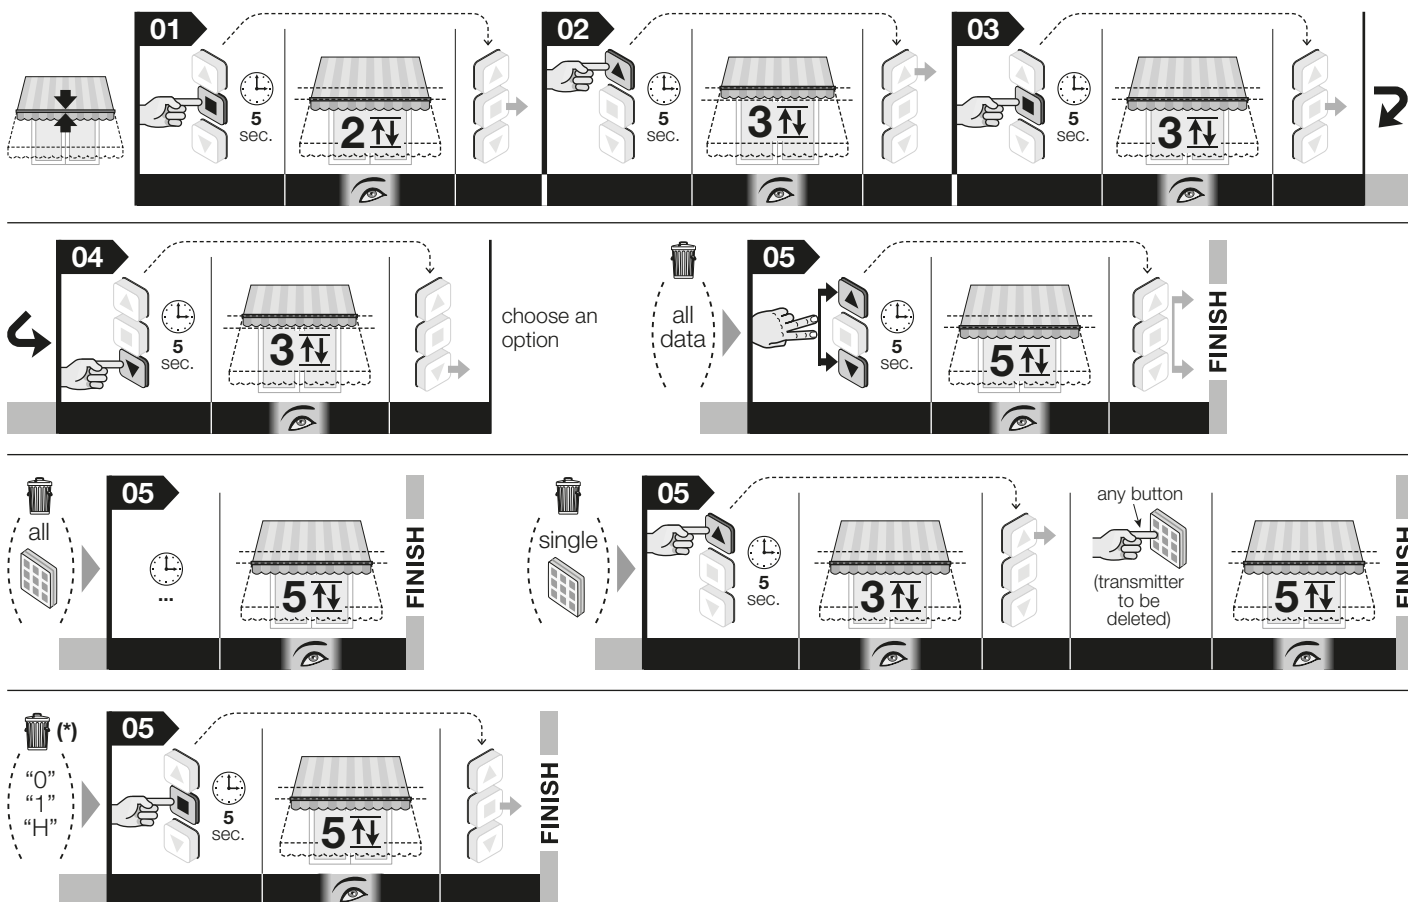 01
5
sec.
2
02
5
sec.
3
03
5
sec.
3
04
5
sec.
3
choose an
option
all
data
05
5
sec.
5
FINISH
all
05
...
5
FINISH
single
05
5
sec.
3
any button
(transmitter
to be
deleted)
5
FINISH
(*)
"0"
"1"
"H"
05
5
sec.
5
FINISH